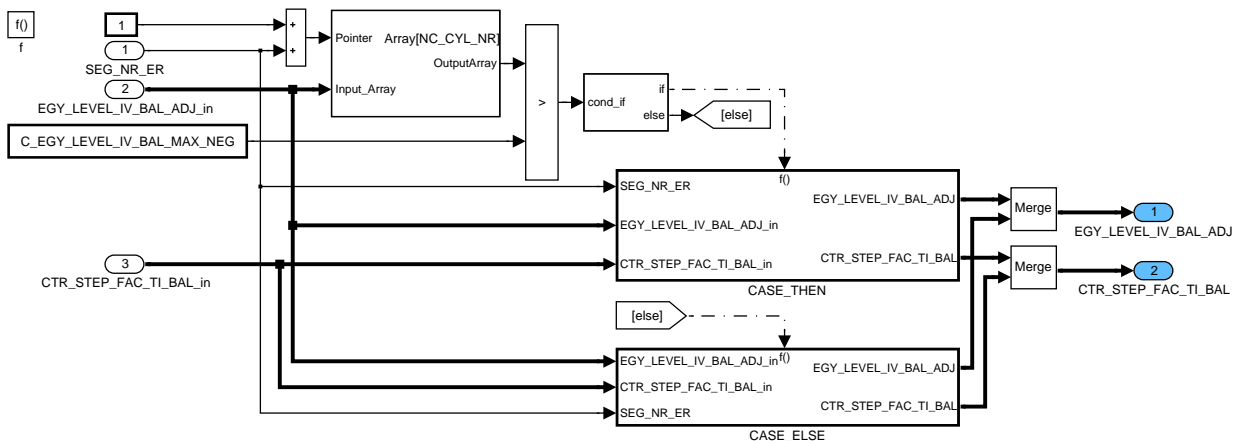 f()
f
1
1
SEG_NR_ER
2
EGY_LEVEL_IV_BAL_ADJ_in
C_EGY_LEVEL_IV_BAL_MAX_NEG
3
CTR_STEP_FAC_TI_BAL_in
+
+
Pointer
Array[NC_CYL_NR]
OutputArray
Input_Array
>
cond_if
if
else
[else]
f()
SEG_NR_ER
EGY_LEVEL_IV_BAL_ADJ_in
CTR_STEP_FAC_TI_BAL_in
EGY_LEVEL_IV_BAL_ADJ
CTR_STEP_FAC_TI_BAL
CASE_THEN
[else]
f()
EGY_LEVEL_IV_BAL_ADJ_in
CTR_STEP_FAC_TI_BAL_in
SEG_NR_ER
EGY_LEVEL_IV_BAL_ADJ
CTR_STEP_FAC_TI_BAL
CASE_ELSE
Merge
Merge
1
EGY_LEVEL_IV_BAL_ADJ
2
CTR_STEP_FAC_TI_BAL